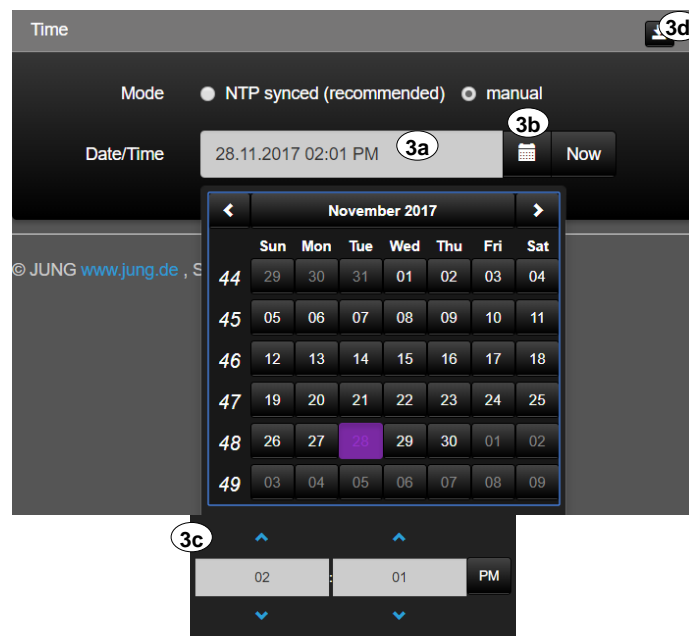 Time 3d
Mode NTP synced (recommended) manual
3b
Date/Time 28.11.2017 02:01 PM 3a Now
November 2017
Sun Mon Tue Wed Thu Fri Sat
44 29 30 31 01 02 03 04
© JUNG www.jung.de , S
45 05 06 07 08 09 10 11
46 12 13 14 15 16 17 18
47 19 20 21 22 23 24 25
48 26 27 28 29 30 01 02
49 03 04 05 06 07 08 09
3c
02 : 01 PM